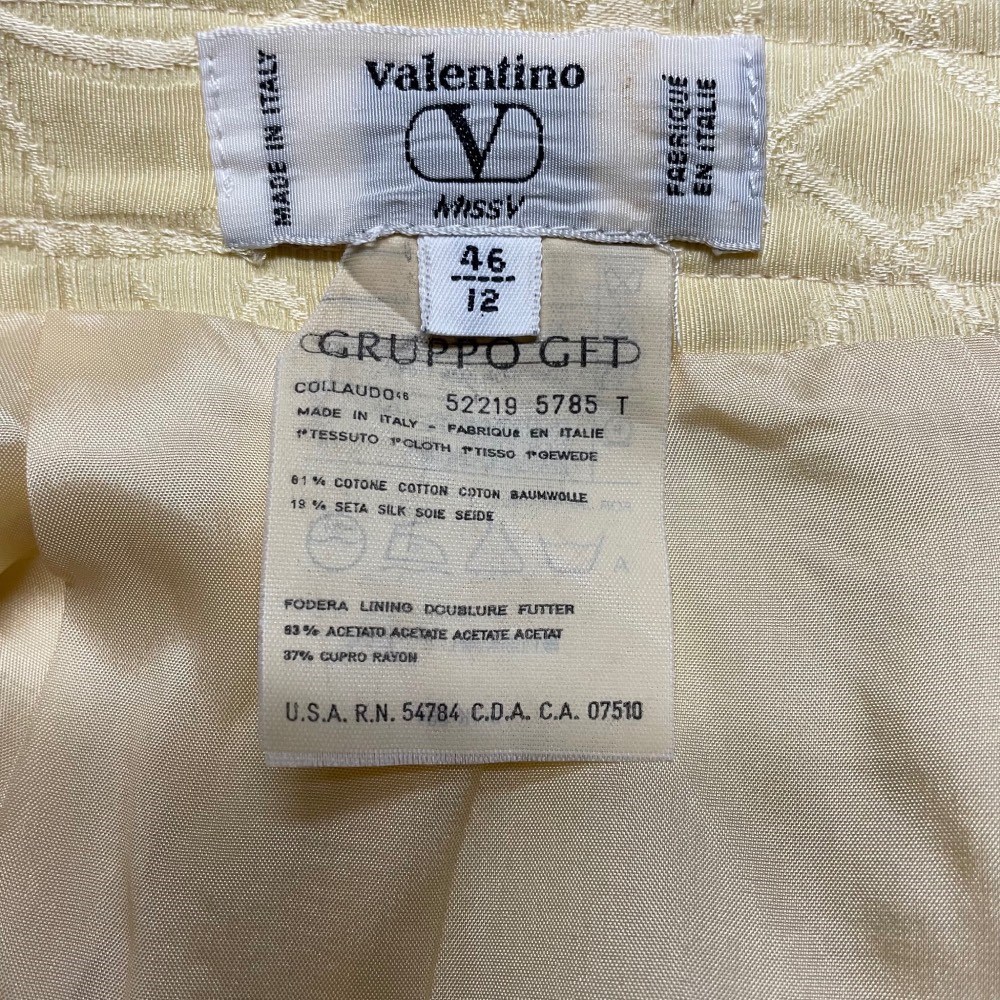 MADE IN ITALY
valentino
V
MISS V
FABRIQUÉ
EN ITALIE
46
12
GRUPPO GFT
COLLAUDO 46 52219 5785 T
MADE IN ITALY - FABRIQUÉ EN ITALIE
1°TESSUTO 1°CLOTH 1°TISSO 1°GEWEDE
81% COTONE COTTON COTON BAUMWOLLE
19% SETA SILK SOIE SEIDE
A
FODERA LINING DOUBLURE FUTTER
63% ACETATO ACETATE ACETATE ACETAT
37% CUPRO RAYON
U.S.A. R.N. 54784 C.D.A. C.A. 07510